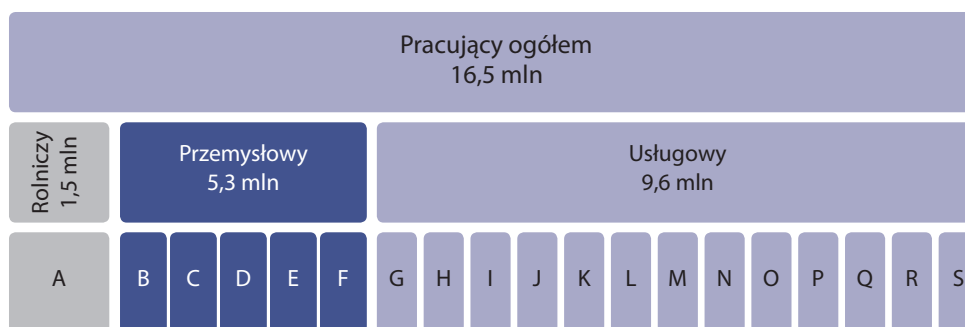 Pracujący ogółem
16,5 mln
Rolniczy
1,5 mln
Przemysłowy
5,3 mln
Usługowy
9,6 mln
A B C D E F G H I J K L M N O P Q R S